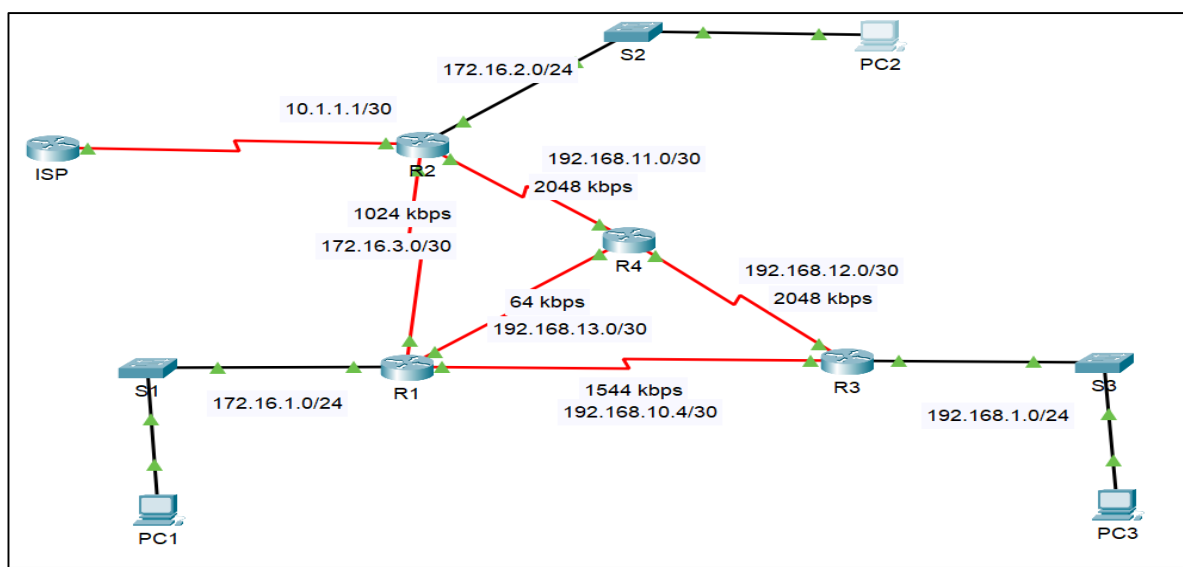 S2
PC2
172.16.2.0/24
10.1.1.1/30
ISP
R2
192.168.11.0/30
2048 kbps
1024 kbps
172.16.3.0/30
R4
192.168.12.0/30
2048 kbps
64 kbps
192.168.13.0/30
S1
R1
R3
S3
172.16.1.0/24
1544 kbps
192.168.10.4/30
192.168.1.0/24
PC1
PC3